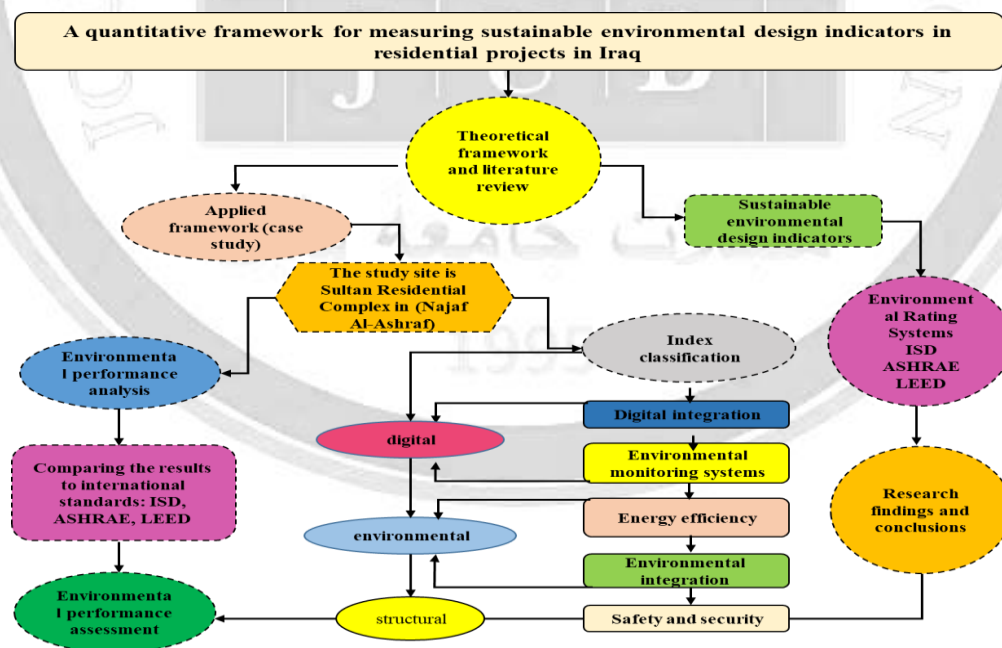 A quantitative framework for measuring sustainable environmental design indicators in
residential projects in Iraq
Theoretical
framework
and literature
review
Applied
framework (case
study)
Sustainable
environmental
design indicators
The study site is
Sultan Residential
Complex in (Najaf
Al-Ashraf)
Environment
al Rating
Systems
ISD
ASHRAE
LEED
Environmenta
l performance
analysis
Index
classification
Digital integration
digital
Environmental
monitoring systems
Comparing the results
to international
standards: ISD,
ASHRAE, LEED
Energy efficiency
Research
findings and
conclusions
environmental
Environmental
integration
Environmenta
l performance
assessment
structural
Safety and security
J C B
1995
جامعة